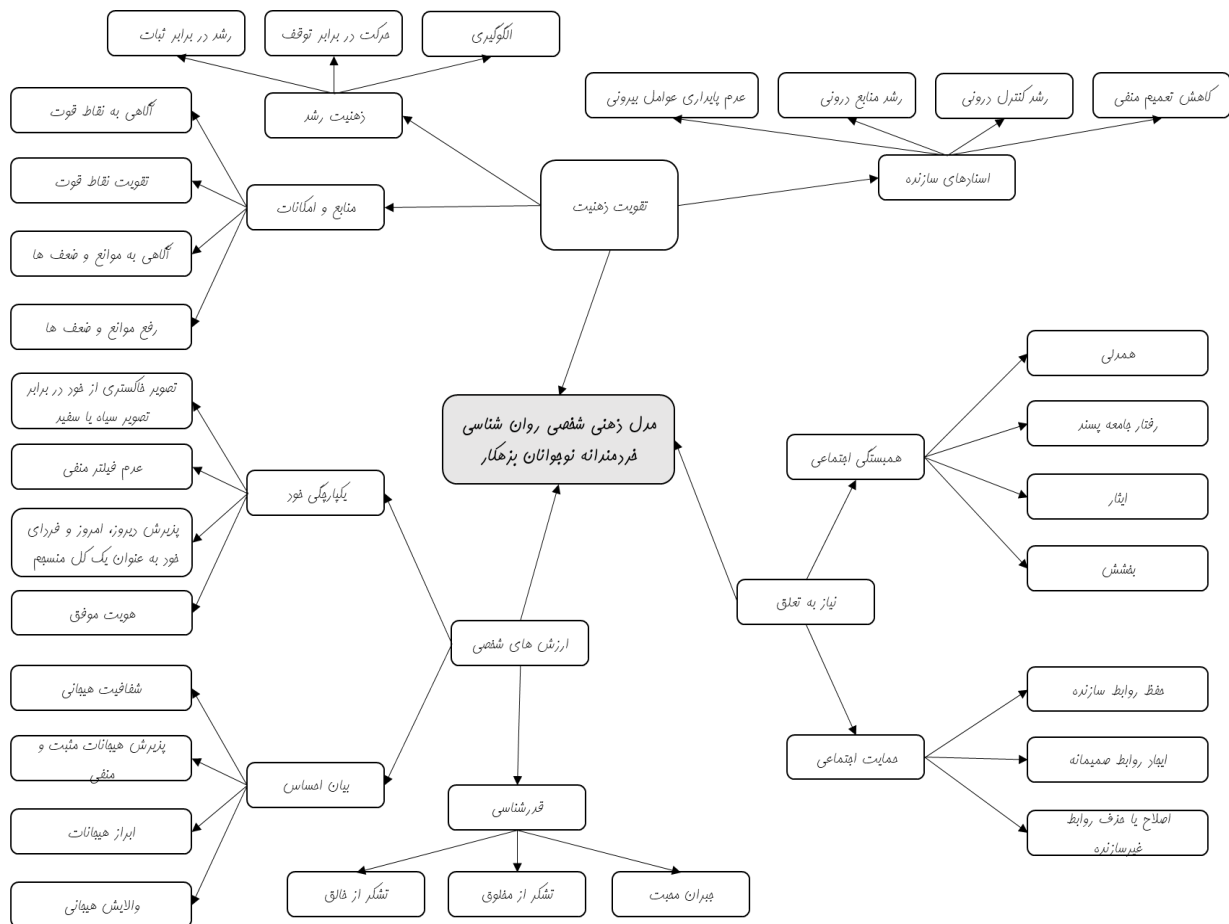 رشد در برابر ثبات
حرکت در برابر توقف
الگوگیری
ذهنیت رشد
عدم پایداری عوامل بیرونی
رشد منابع درونی
رشد کنترل درونی
کاهش تعمیم منفی
اسنادهای سازنده
تقویت ذهنیت
منابع و امکانات
آگاهی به نقاط قوت
تقویت نقاط قوت
آگاهی به موانع و ضعف ها
رفع موانع و ضعف ها
مدل ذهنی شخصی روان شناسی
خردمندانه نوجوانان بزهکار
تصویر خاکستری از خود در برابر
تصویر سیاه یا سفید
عدم فیلتر منفی
پذیرش دیروز، امروز و فردای
خود به عنوان یک کل منسجم
هویت موفق
یکپارچگی خود
ارزش های شخصی
شفافیت هیجانی
پذیرش هیجانات مثبت و
منفی
ابراز هیجانات
والایش هیجانی
بیان احساس
قدرشناسی
تشکر از خالق
تشکر از مخلوق
جبران محبت
نیاز به تعلق
همبستگی اجتماعی
همدلی
رفتار جامعه پسند
ایثار
بخشش
حمایت اجتماعی
حفظ روابط سازنده
ایجاد روابط صمیمانه
اصلاح یا حذف روابط
غیرسازنده